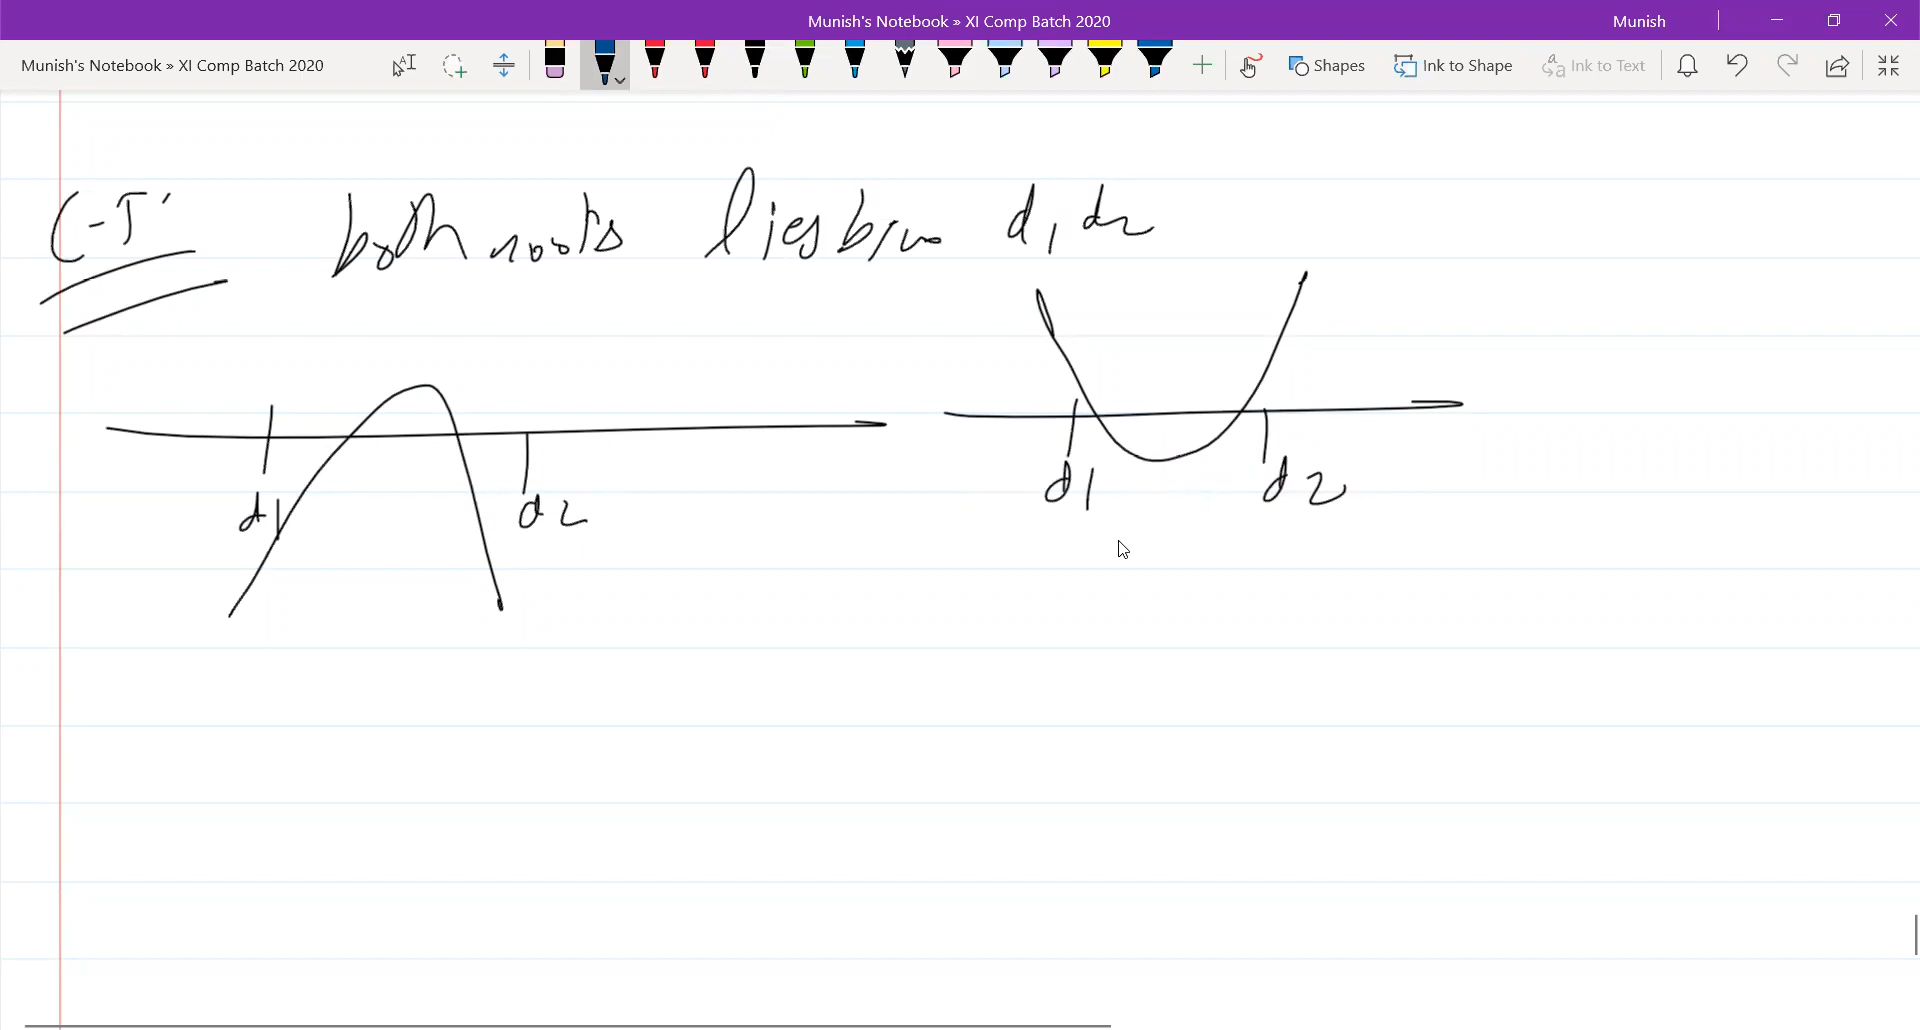 Munish's Notebook » XI Comp Batch 2020
Munish
Munish's Notebook » XI Comp Batch 2020
Shapes
Ink to Shape
Ink to Text
both roots lies b/w d1 d2
d1 d2
d1 d2